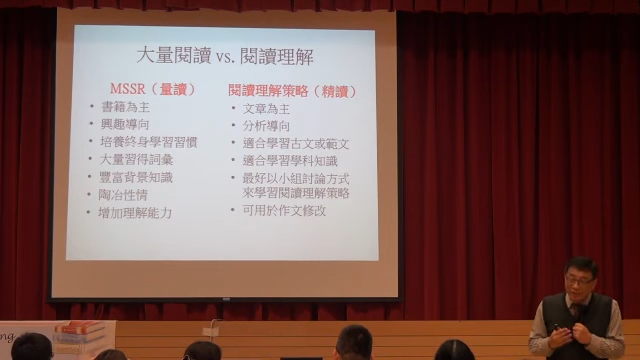 大量閱讀 vs. 閱讀理解
MSSR（量讀）
• 書籍為主
• 興趣導向
• 培養終身學習習慣
• 大量習得詞彙
• 豐富背景知識
• 陶冶性情
• 增加理解能力
閱讀理解策略（精讀）
• 文章為主
• 分析導向
• 適合學習古文或範文
• 適合學習學科知識
• 最好以小組討論方式
來學習閱讀理解策略
• 可用於作文修改